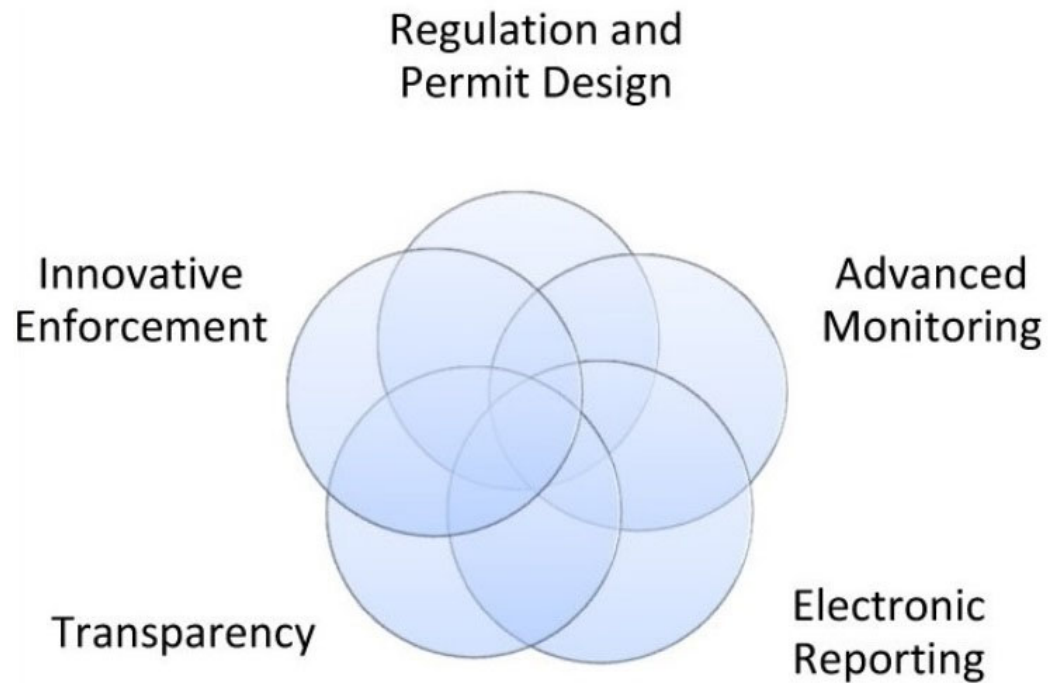 Regulation and
Permit Design
Innovative
Enforcement
Advanced
Monitoring
Transparency
Electronic
Reporting